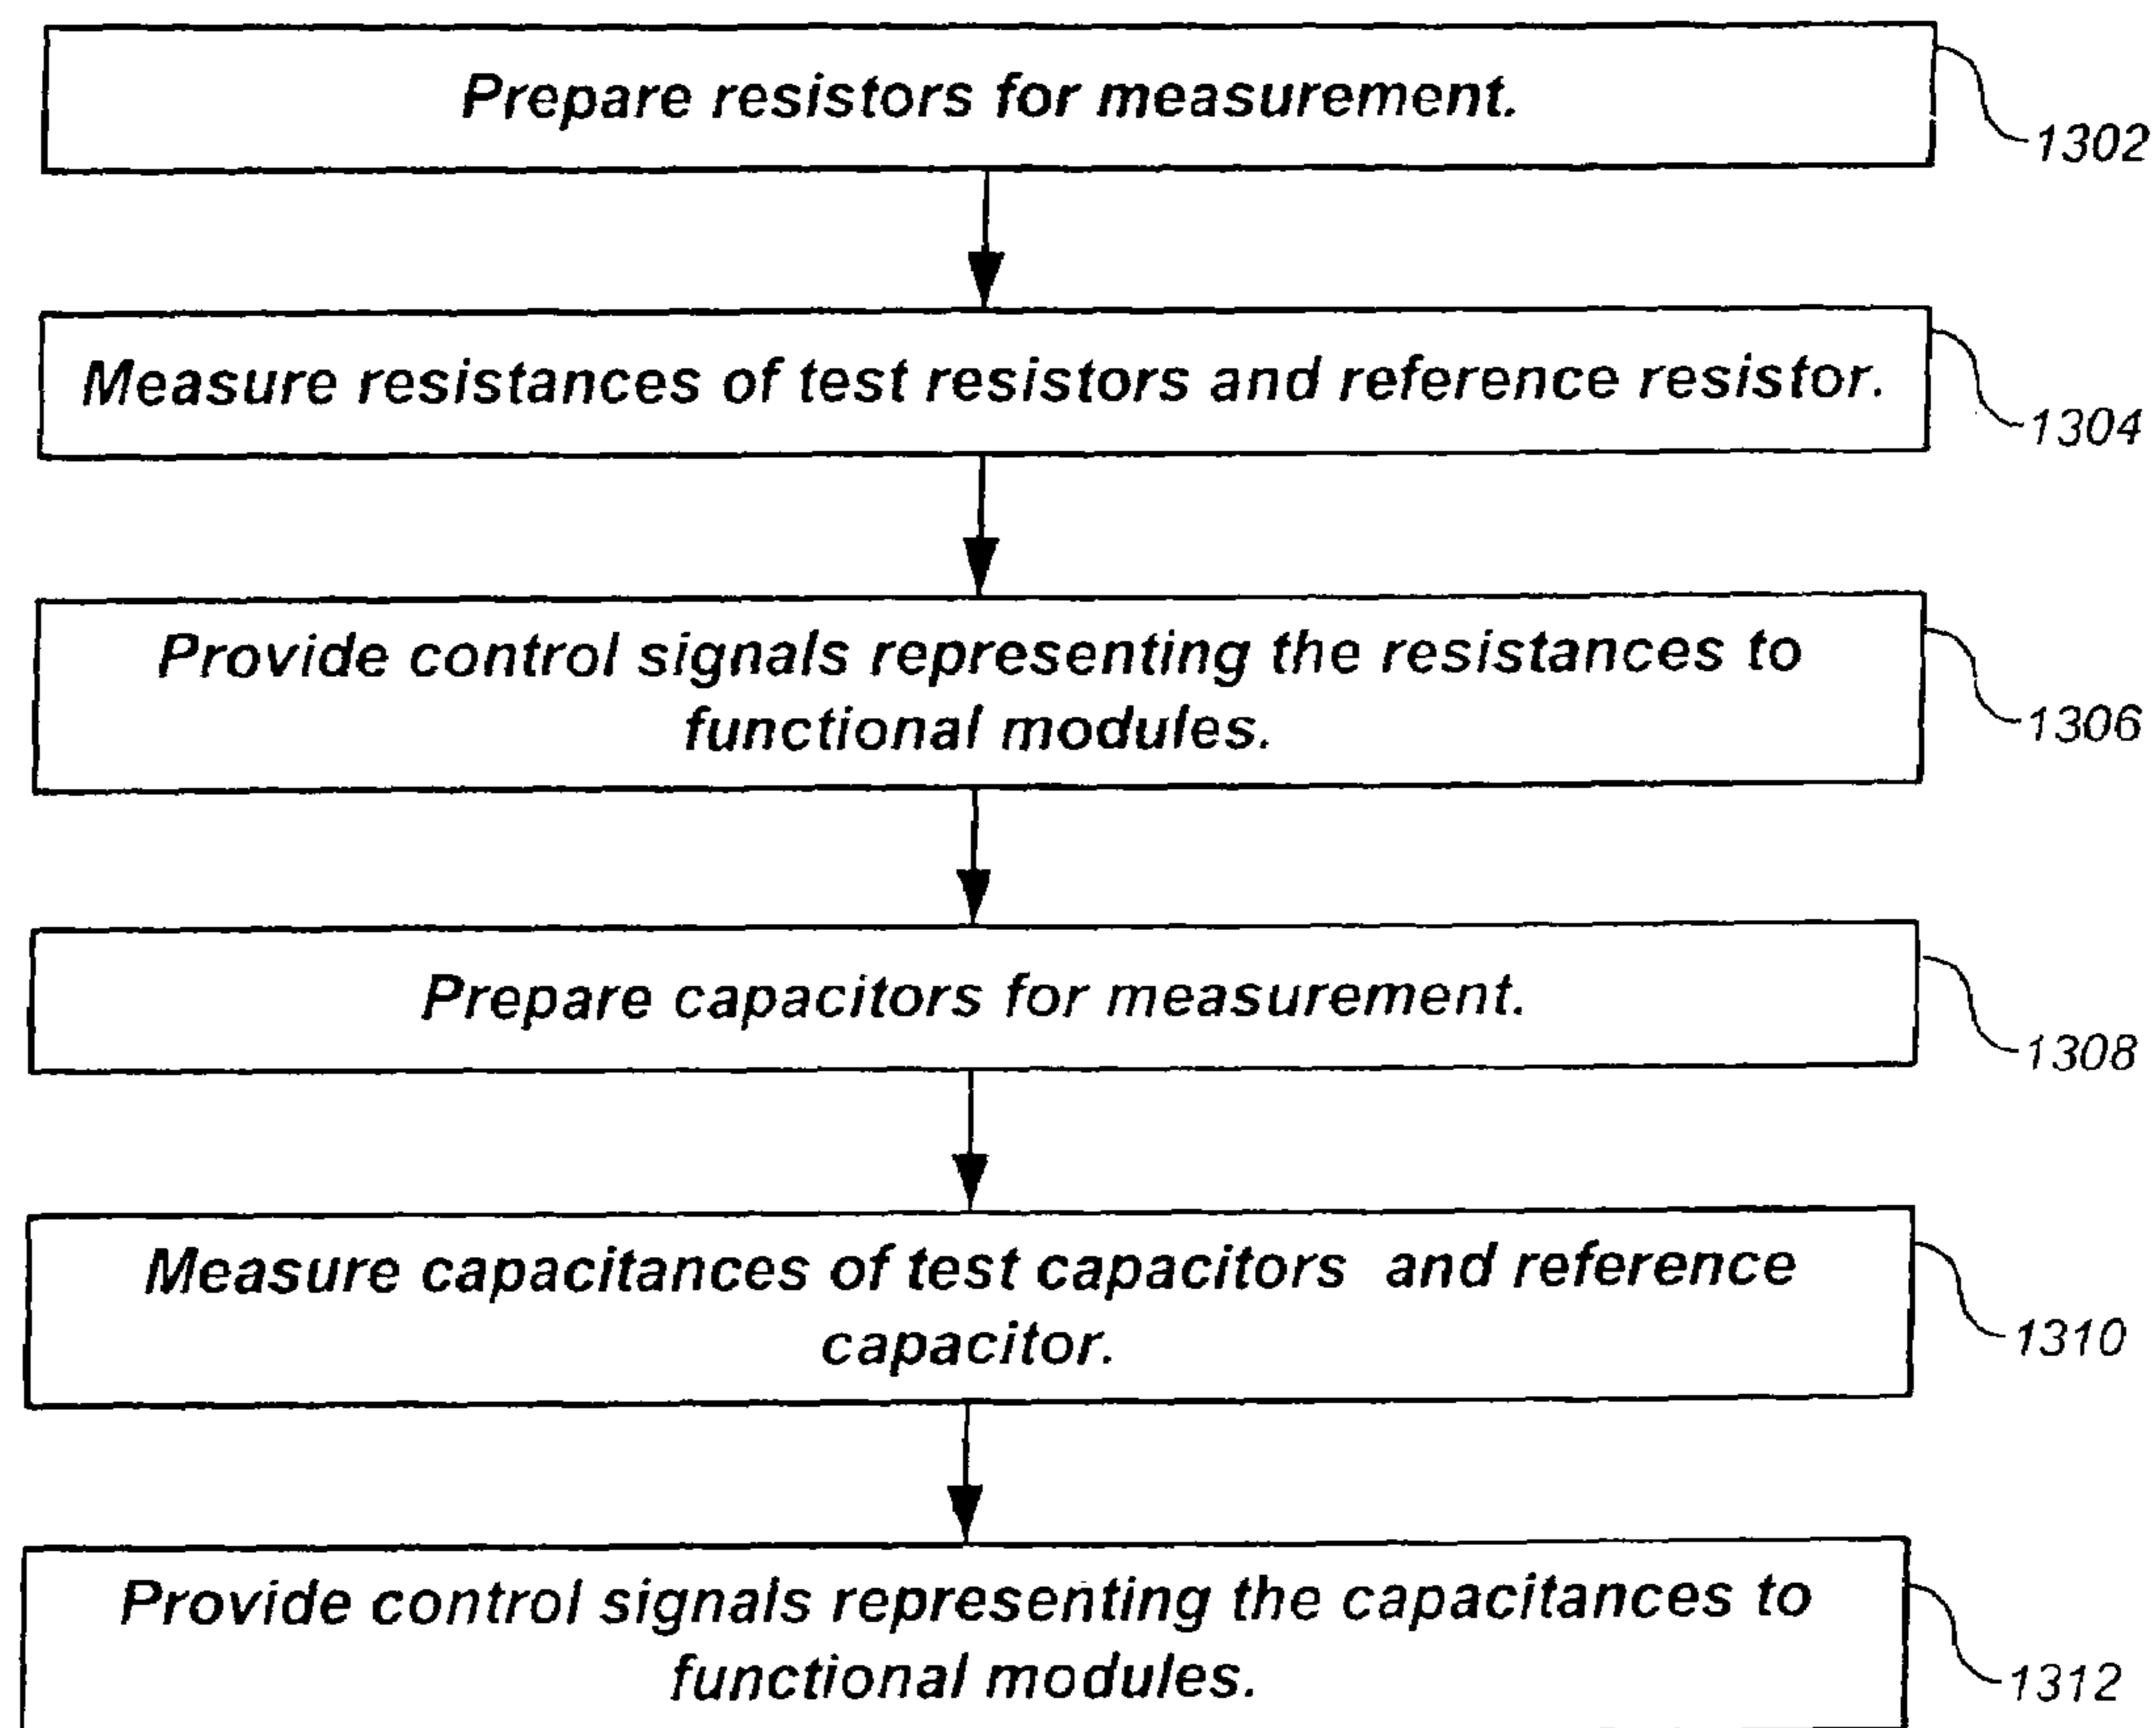 Prepare resistors for measurement.
1302
Measure resistances of test resistors and reference resistor.
1304
Provide control signals representing the resistances to
functional modules.
1306
Prepare capacitors for measurement.
1308
Measure capacitances of test capacitors and reference
capacitor.
1310
Provide control signals representing the capacitances to
functional modules.
1312